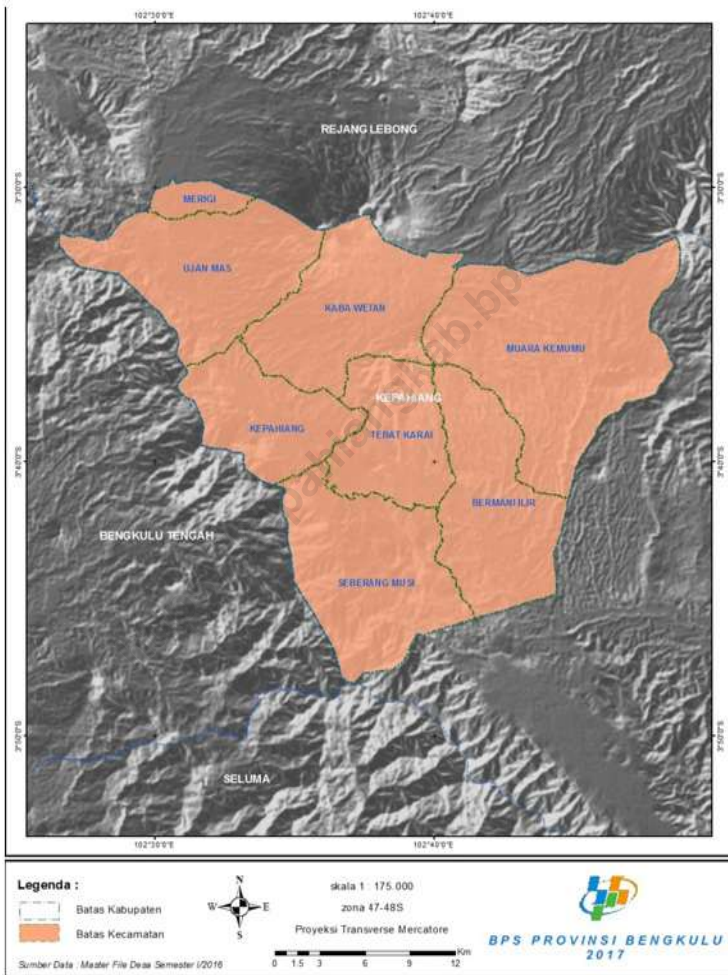 102°30'0"E 102°40'0"E
REJANG LEBONG
3°30'0"S 3°30'0"S
MERIGI
UJAN MAS
KABA WETAN
MUARA KEMUMU
KEPAHIANG
KEPAHIANG
TEBAT KARAI
3°40'0"S 3°40'0"S
BERMANI ILIR
BENGKULU TENGAH
SEBERANG MUSI
3°50'0"S 3°50'0"S
SELUMA
102°30'0"E 102°40'0"E
pahiangkab.bp
Legenda :
Batas Kabupaten
Batas Kecamatan
Sumber Data : Master File Desa Semester I/2016
N
W E
S
skala 1 : 175.000
zona 47-48S
Proyeksi Transverse Mercatore
Km
0 1.5 3 6 9 12
BPS PROVINSI BENGKULU
2017